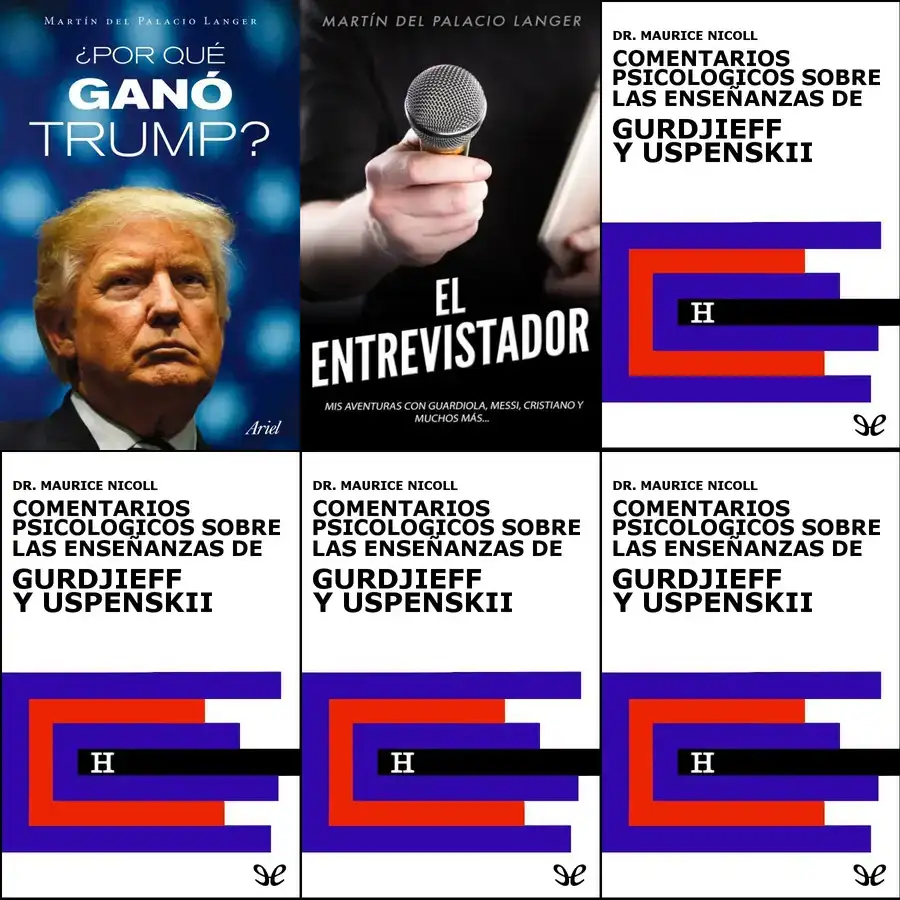 MARTÍN DEL PALACIO LANGER
¿POR QUÉ
GANÓ
TRUMP?
Ariel
MARTÍN DEL PALACIO LANGER
EL
ENTREVISTADOR
MIS AVENTURAS CON GUARDIOLA, MESSI, CRISTIANO Y
MUCHOS MÁS...
DR. MAURICE NICOLL
COMENTARIOS
PSICOLOGICOS SOBRE
LAS ENSEÑANZAS DE
GURDJIEFF
Y USPENSKII
H
DR. MAURICE NICOLL
COMENTARIOS
PSICOLOGICOS SOBRE
LAS ENSEÑANZAS DE
GURDJIEFF
Y USPENSKII
H
DR. MAURICE NICOLL
COMENTARIOS
PSICOLOGICOS SOBRE
LAS ENSEÑANZAS DE
GURDJIEFF
Y USPENSKII
H
DR. MAURICE NICOLL
COMENTARIOS
PSICOLOGICOS SOBRE
LAS ENSEÑANZAS DE
GURDJIEFF
Y USPENSKII
H